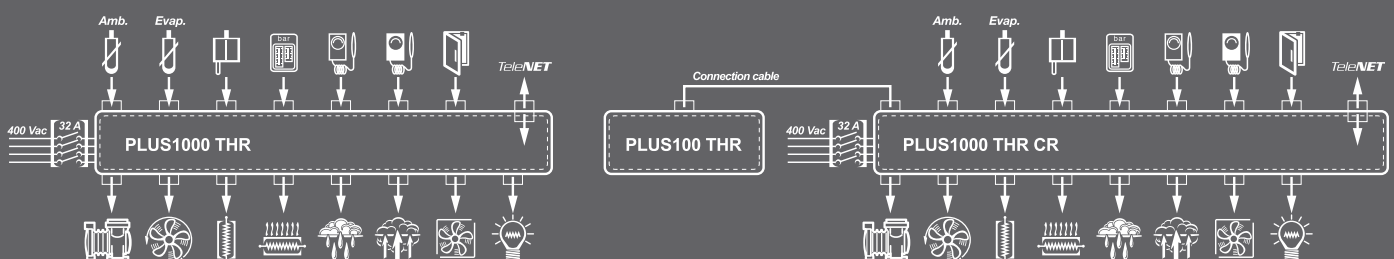 Amb. Evap.
bar
TeleNET
400 Vac 32 A
PLUS1000 THR
Connection cable
PLUS100 THR
Amb. Evap.
bar
TeleNET
400 Vac 32 A
PLUS1000 THR CR